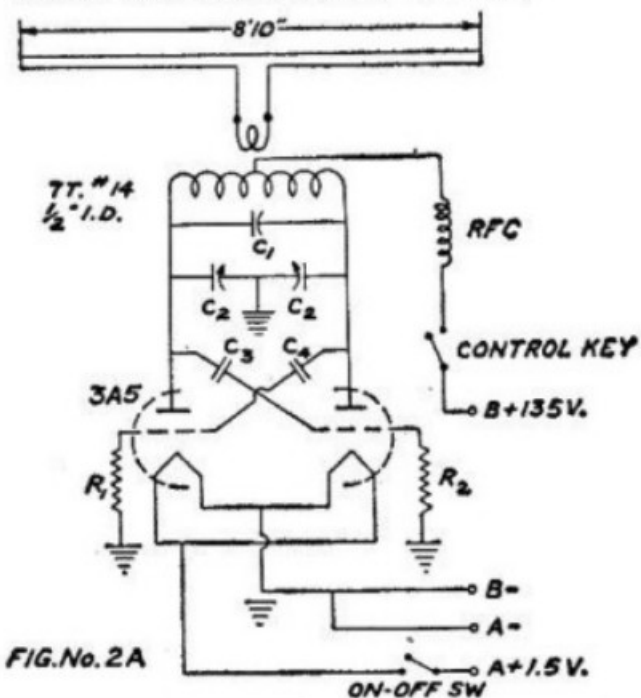 8'10"
7T. #14
½" I.D.
RFC
C1
C2 C2
CONTROL KEY
C3 C4
3A5
B+135V.
R1
R2
B-
A-
FIG. No. 2A
A+1.5V.
ON-OFF SW